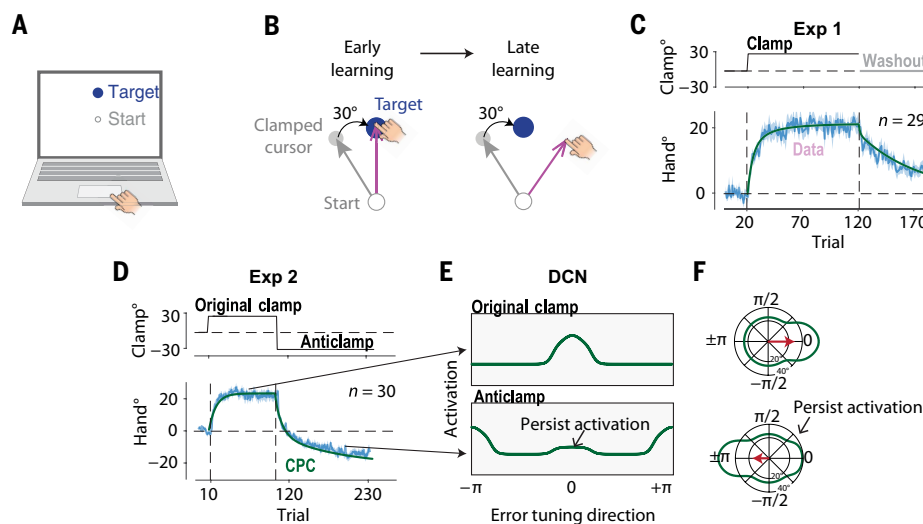 A
Target
Start
B
Early
learning
Late
learning
30°
Target
Clamped
cursor
Start
30°
C
Exp 1
Clamp°
30
−30
Clamp
Washout
Hand°
20
0
n = 29
Data
20
70
120
170
Trial
D
Exp 2
Clamp°
30
−30
Original clamp
Anticlamp
Hand°
20
0
−20
n = 30
CPC
10
120
230
Trial
E
DCN
Activation
Original clamp
Anticlamp
Persist activation
−π
0
+π
Error tuning direction
F
π/2
±π
0
20°
40°
−π/2
π/2
Persist activation
±π
0
20°
40°
−π/2